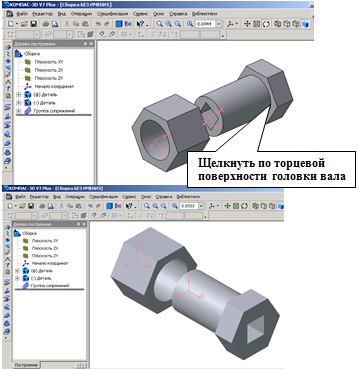 КОМПАС-3D V7 Plus - [Сборка БЕЗ ИМЕНИ1]
Файл Редактор Вид Операции Спецификация Сервис Окно Справка Библиотеки
0.6944
Дерево построения
Сборка
Плоскость XY
Плоскость ZX
Плоскость ZY
Начало координат
(ф) Деталь
(-) Деталь
Группа сопряжений
Щелкнуть по торцевой
поверхности головки вала
КОМПАС-3D V7 Plus - [Сборка БЕЗ ИМЕНИ1]
Файл Редактор Вид Операции Спецификация Сервис Окно Справка Библиотеки
0.8333
Дерево построения
Сборка
Плоскость XY
Плоскость ZX
Плоскость ZY
Начало координат
(ф) Деталь
(-) Деталь
Группа сопряжений
Построение